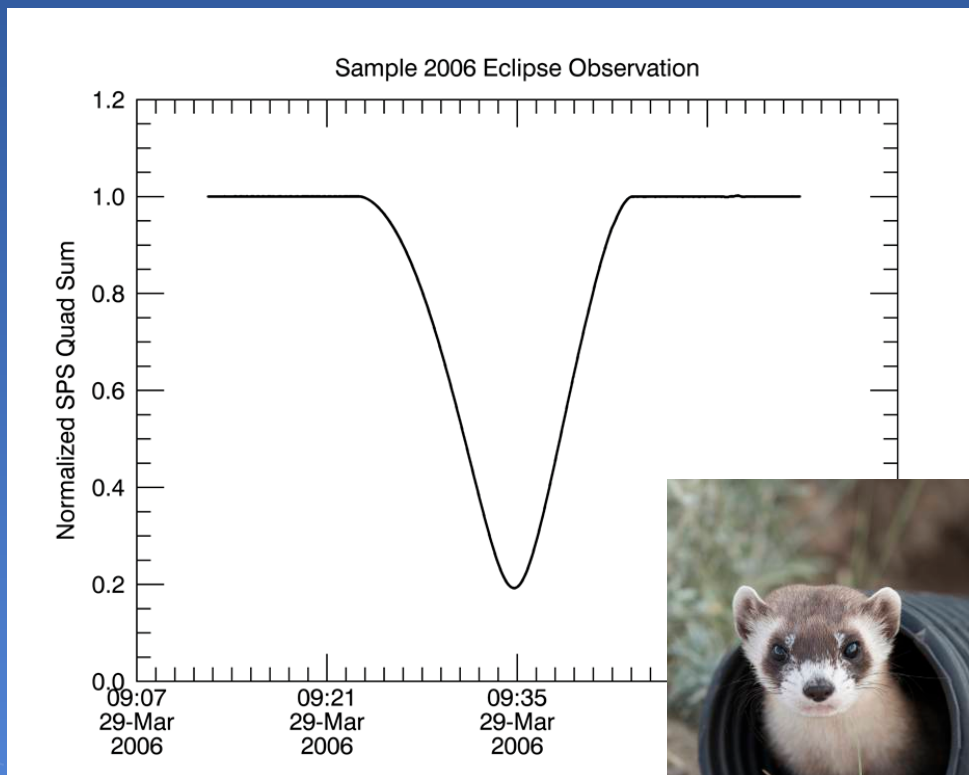 Sample 2006 Eclipse Observation
1.2
1.0
0.8
0.6
0.4
0.2
0.0
Normalized SPS Quad Sum
09:07
29-Mar
2006
09:21
29-Mar
2006
09:35
29-Mar
2006